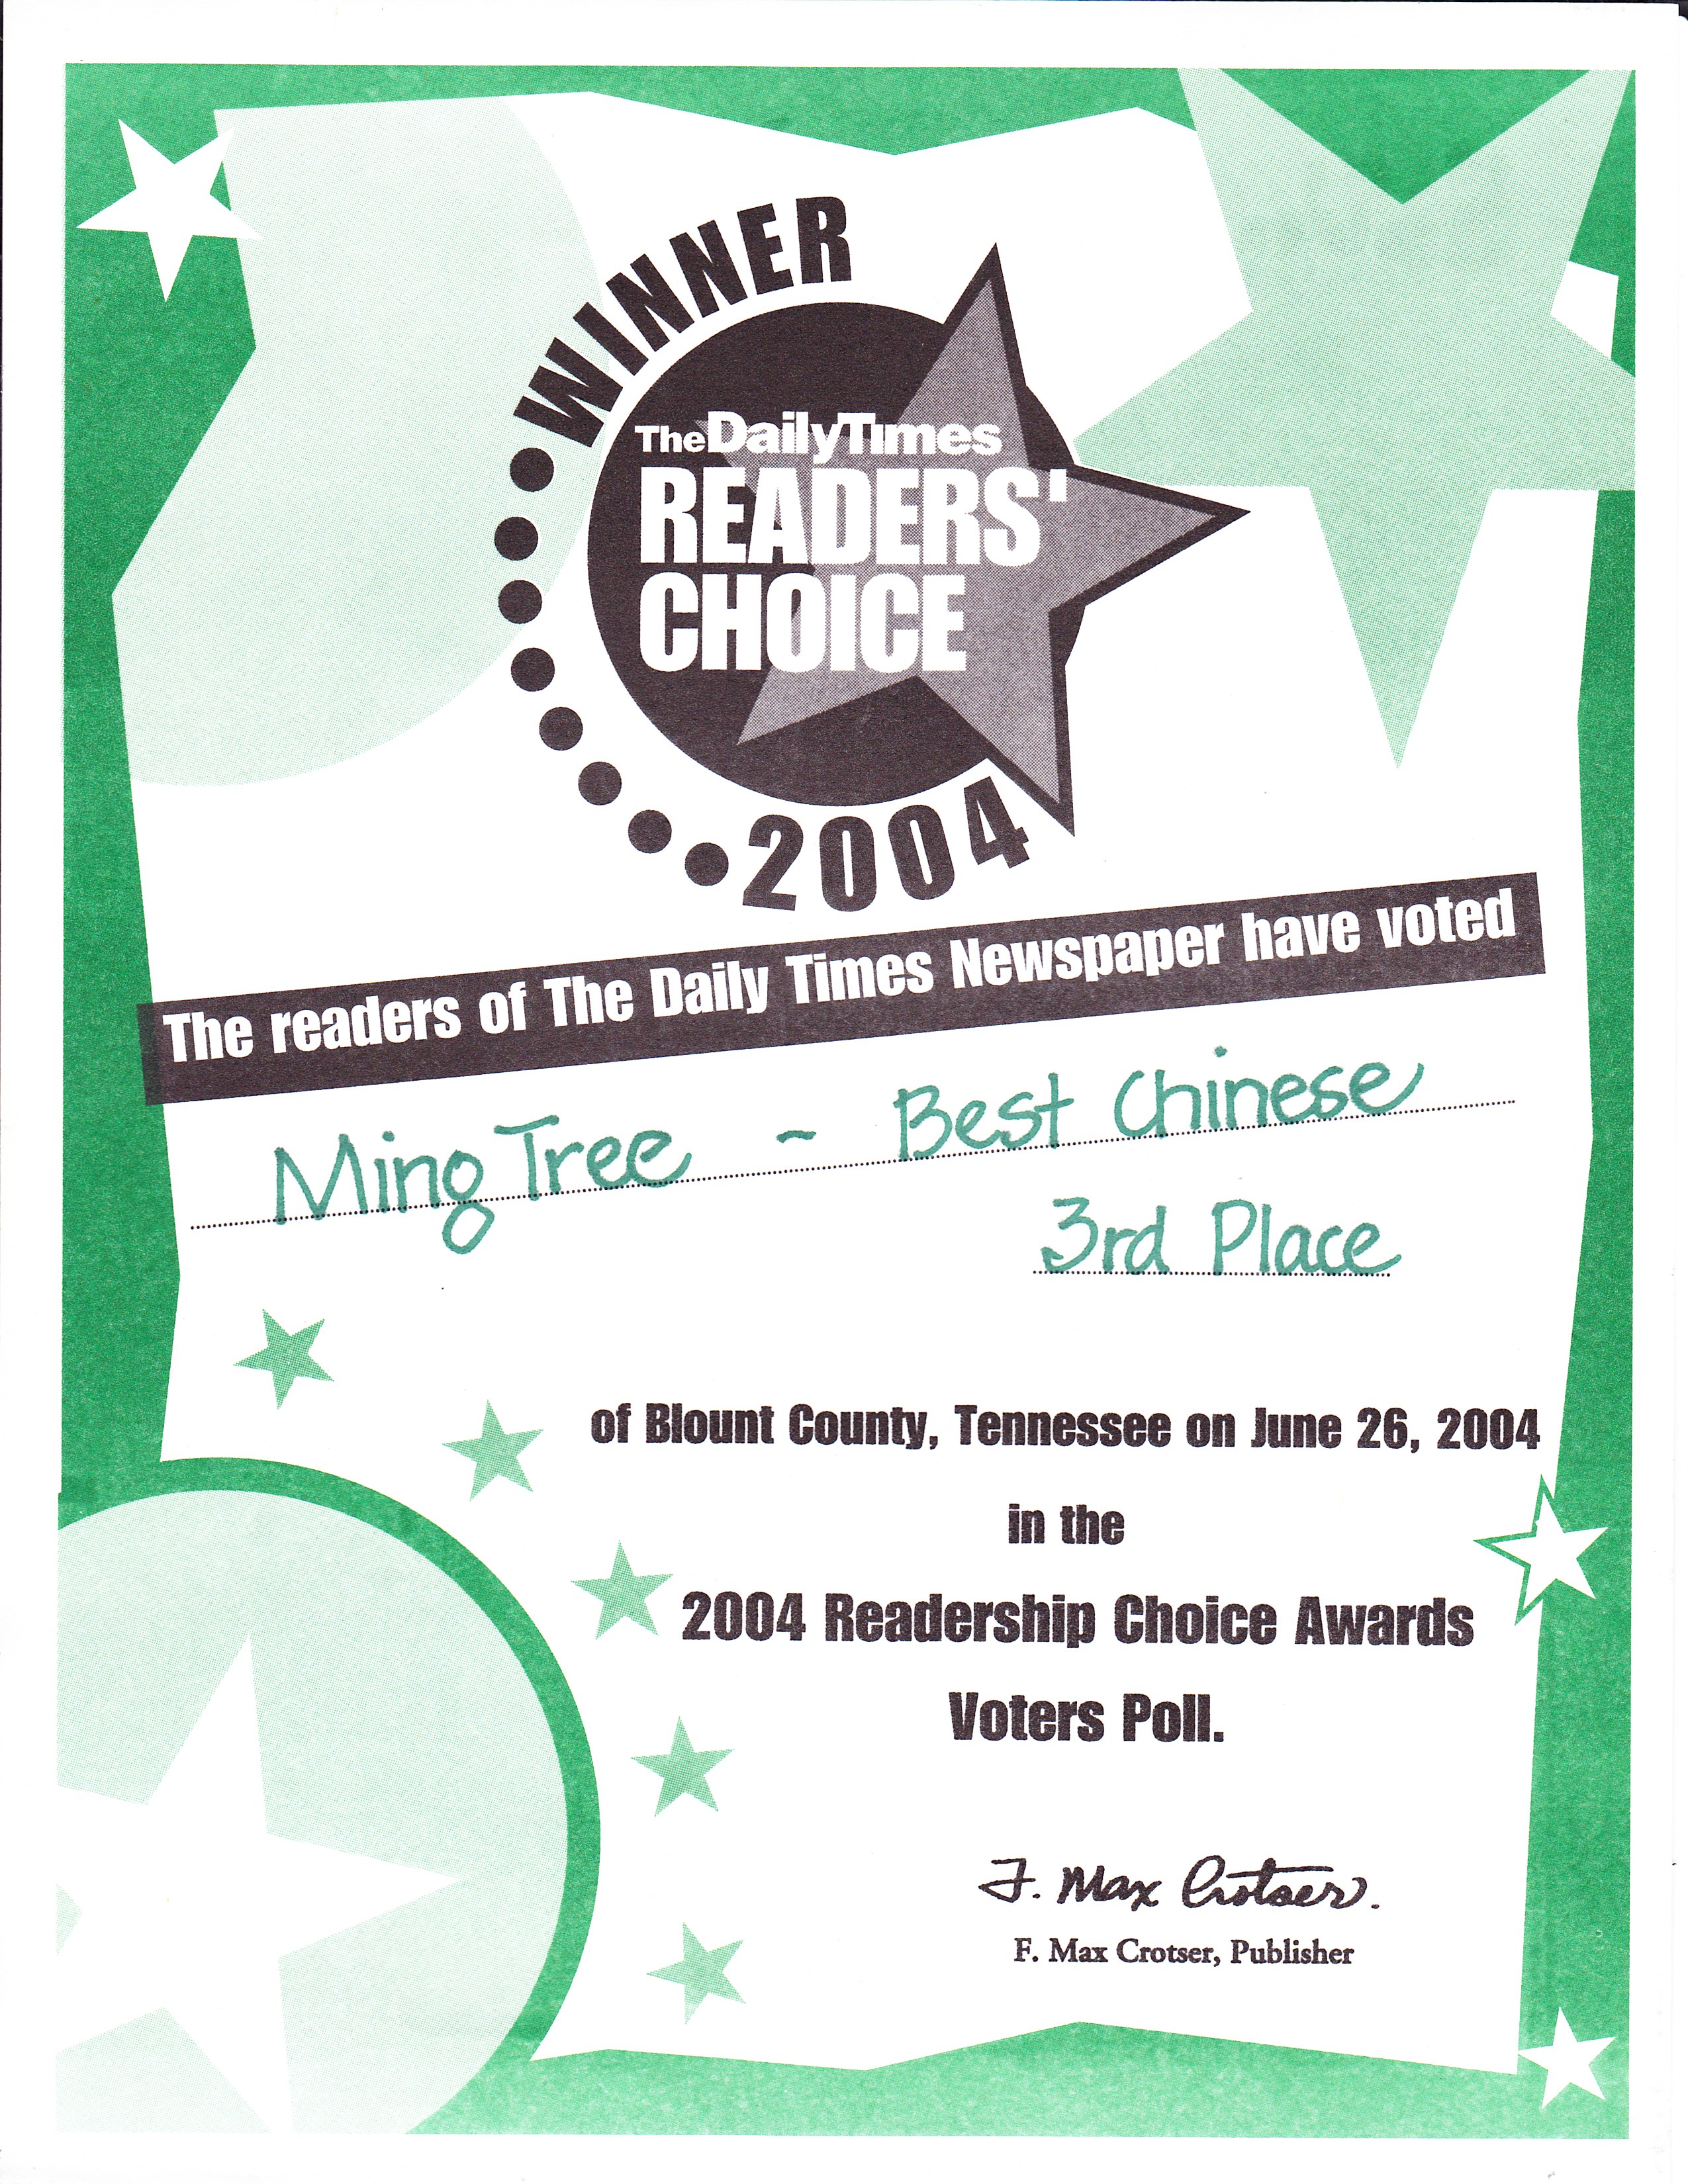 WINNER
The Daily Times
READERS'
CHOICE
2004
The readers of The Daily Times Newspaper have voted
Ming Tree - Best Chinese
3rd Place
of Blount County, Tennessee on June 26, 2004
in the
2004 Readership Choice Awards
Voters Poll.
F. Max Crotser.
F. Max Crotser, Publisher